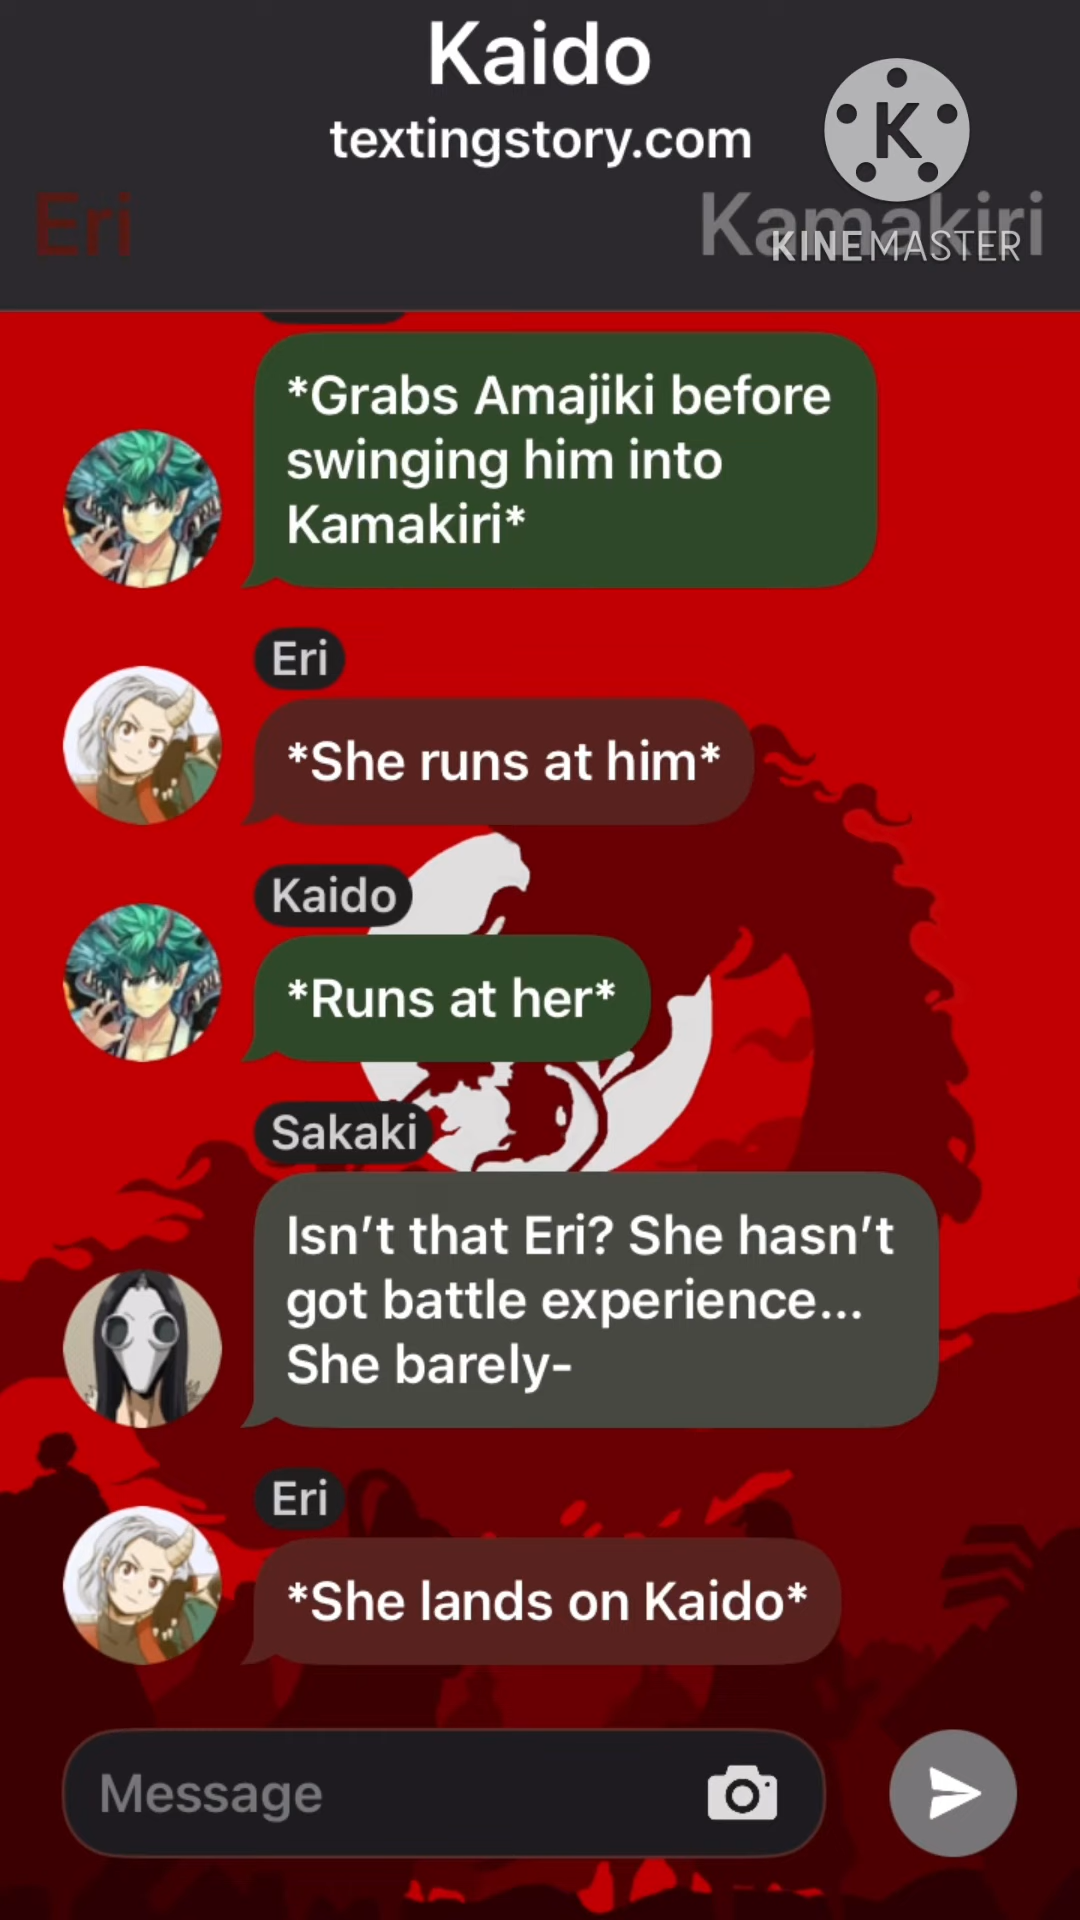 Kaido
textingstory.com
K
Eri
Kamakiri
KINEMASTER
*Grabs Amajiki before
swinging him into
Kamakiri*
Eri
*She runs at him*
Kaido
*Runs at her*
Sakaki
Isn’t that Eri? She hasn’t
got battle experience...
She barely-
Eri
*She lands on Kaido*
Message